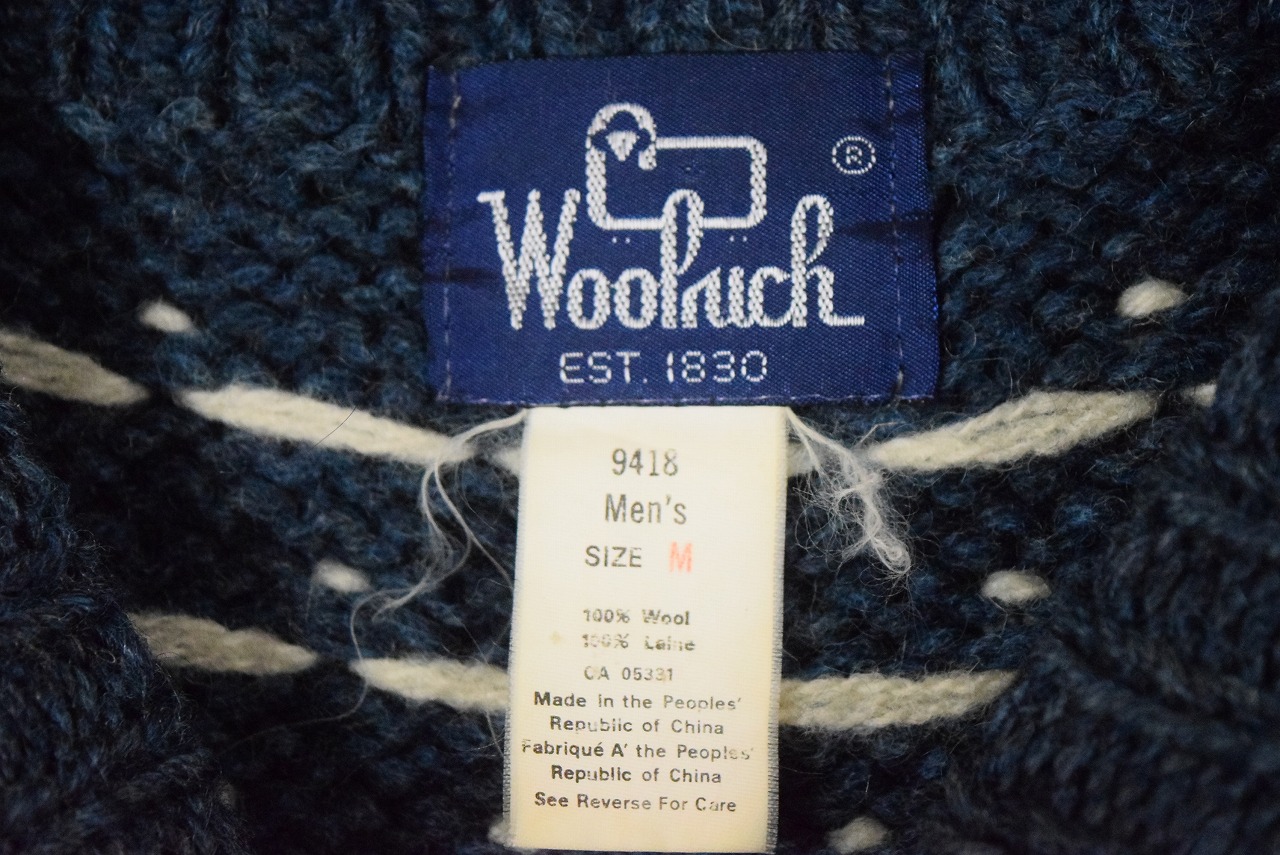 ®
Woolrich
EST. 1830
9418
Men's
SIZE M
100% Wool
100% Laine
CA 05331
Made in the Peoples'
Republic of China
Fabriqué A' the Peoples'
Republic of China
See Reverse For Care